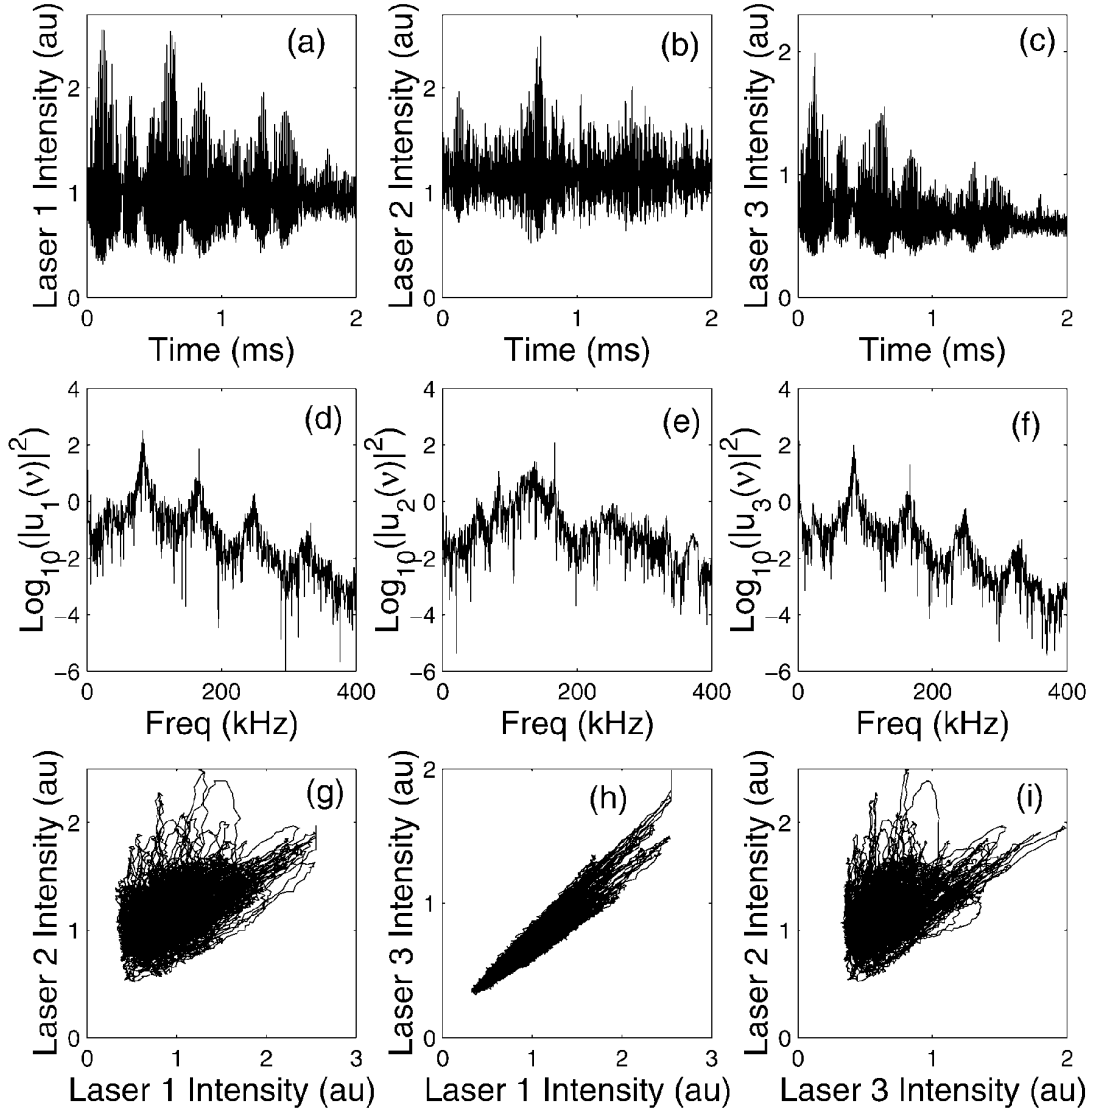 (a)
Laser 1 Intensity (au)
2
1
0
0 1 2
Time (ms)
(b)
Laser 2 Intensity (au)
2
1
0
0 1 2
Time (ms)
(c)
Laser 3 Intensity (au)
2
1
0
0 1 2
Time (ms)
(d)
Log10(|u1(ν)|²)
4
2
0
−2
−4
−6
0 200 400
Freq (kHz)
(e)
Log10(|u2(ν)|²)
4
2
0
−2
−4
−6
0 200 400
Freq (kHz)
(f)
Log10(|u3(ν)|²)
4
2
0
−2
−4
−6
0 200 400
Freq (kHz)
(g)
Laser 2 Intensity (au)
2
1
0
0 1 2 3
Laser 1 Intensity (au)
(h)
Laser 3 Intensity (au)
2
1
0
0 1 2 3
Laser 1 Intensity (au)
(i)
Laser 2 Intensity (au)
2
1
0
0 1 2
Laser 3 Intensity (au)